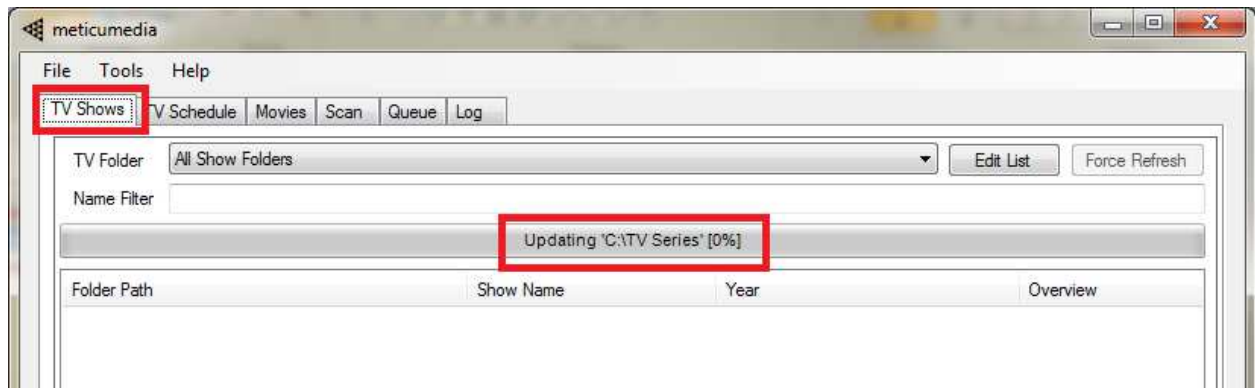 meticumedia
File Tools Help
TV Shows V Schedule Movies Scan Queue Log
TV Folder All Show Folders Edit List Force Refresh
Name Filter
Updating 'C:\TV Series' [0%]
Folder Path Show Name Year Overview